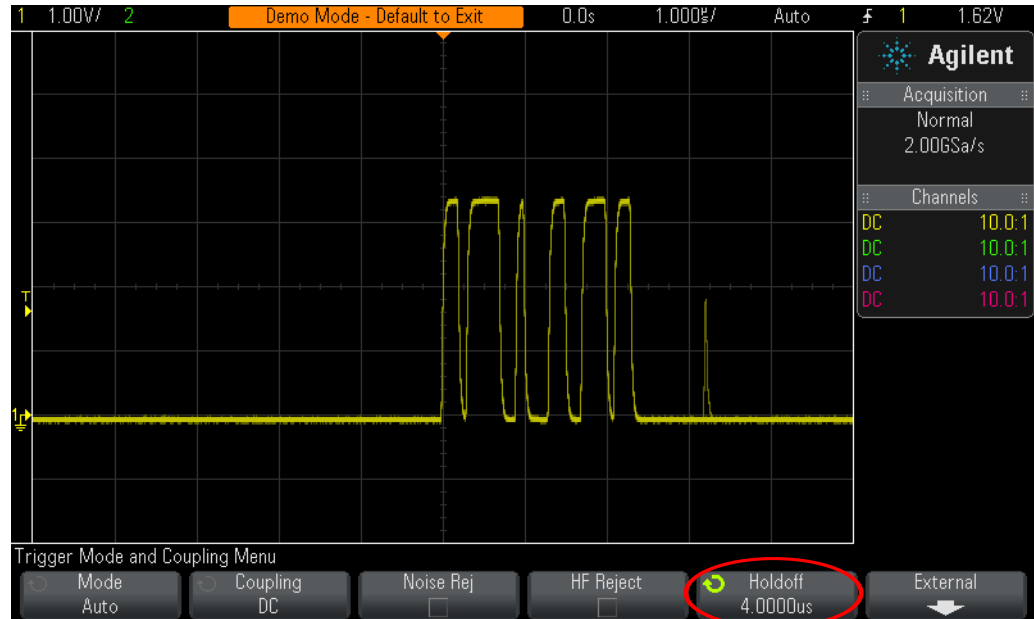 1 1.00V/ 2 Demo Mode - Default to Exit 0.0s 1.000µs/ Auto 1 1.62V
Agilent
Acquisition
Normal
2.00GSa/s
Channels
DC 10.0:1
DC 10.0:1
DC 10.0:1
DC 10.0:1
T
1
Trigger Mode and Coupling Menu
Mode Coupling Noise Rej HF Reject Holdoff External
Auto DC 4.0000us